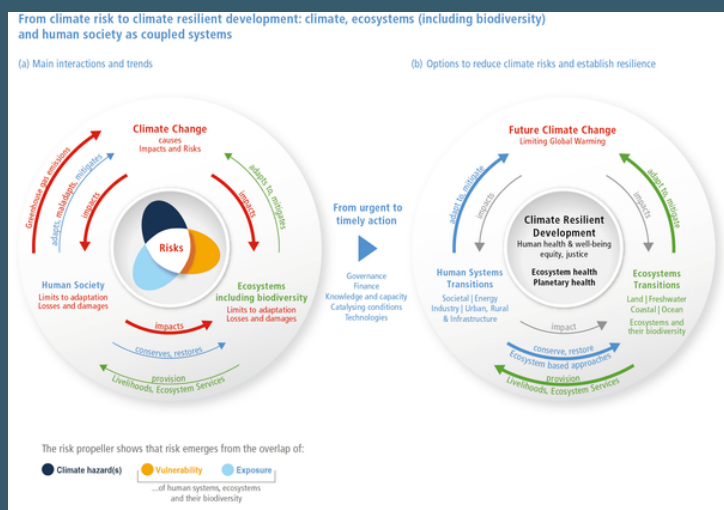 From climate risk to climate resilient development: climate, ecosystems (including biodiversity)
and human society as coupled systems
(a) Main interactions and trends
(b) Options to reduce climate risks and establish resilience
Climate Change
causes
Impacts and Risks
Greenhouse gas emissions
adapts, maladapts, mitigates
impacts
impacts
adapts to, mitigates
Risks
Human Society
Limits to adaptation
Losses and damages
Ecosystems
including biodiversity
Limits to adaptation
Losses and damages
impacts
conserves, restores
provision
Livelihoods, Ecosystem Services
From urgent to
timely action
Governance
Finance
Knowledge and capacity
Catalysing conditions
Technologies
Future Climate Change
Limiting Global Warming
adapt to, mitigate
impacts
impacts
adapt to, mitigate
Climate Resilient
Development
Human health & well-being
equity, justice
Ecosystem health
Planetary health
Human Systems
Transitions
Societal | Energy
Industry | Urban, Rural
& Infrastructure
Ecosystems
Transitions
Land | Freshwater
Coastal | Ocean
Ecosystems and
their biodiversity
impact
conserve, restore
Ecosystem based approaches
provision
Livelihoods, Ecosystem Services
The risk propeller shows that risk emerges from the overlap of:
Climate hazard(s)
Vulnerability
Exposure
...of human systems, ecosystems
and their biodiversity